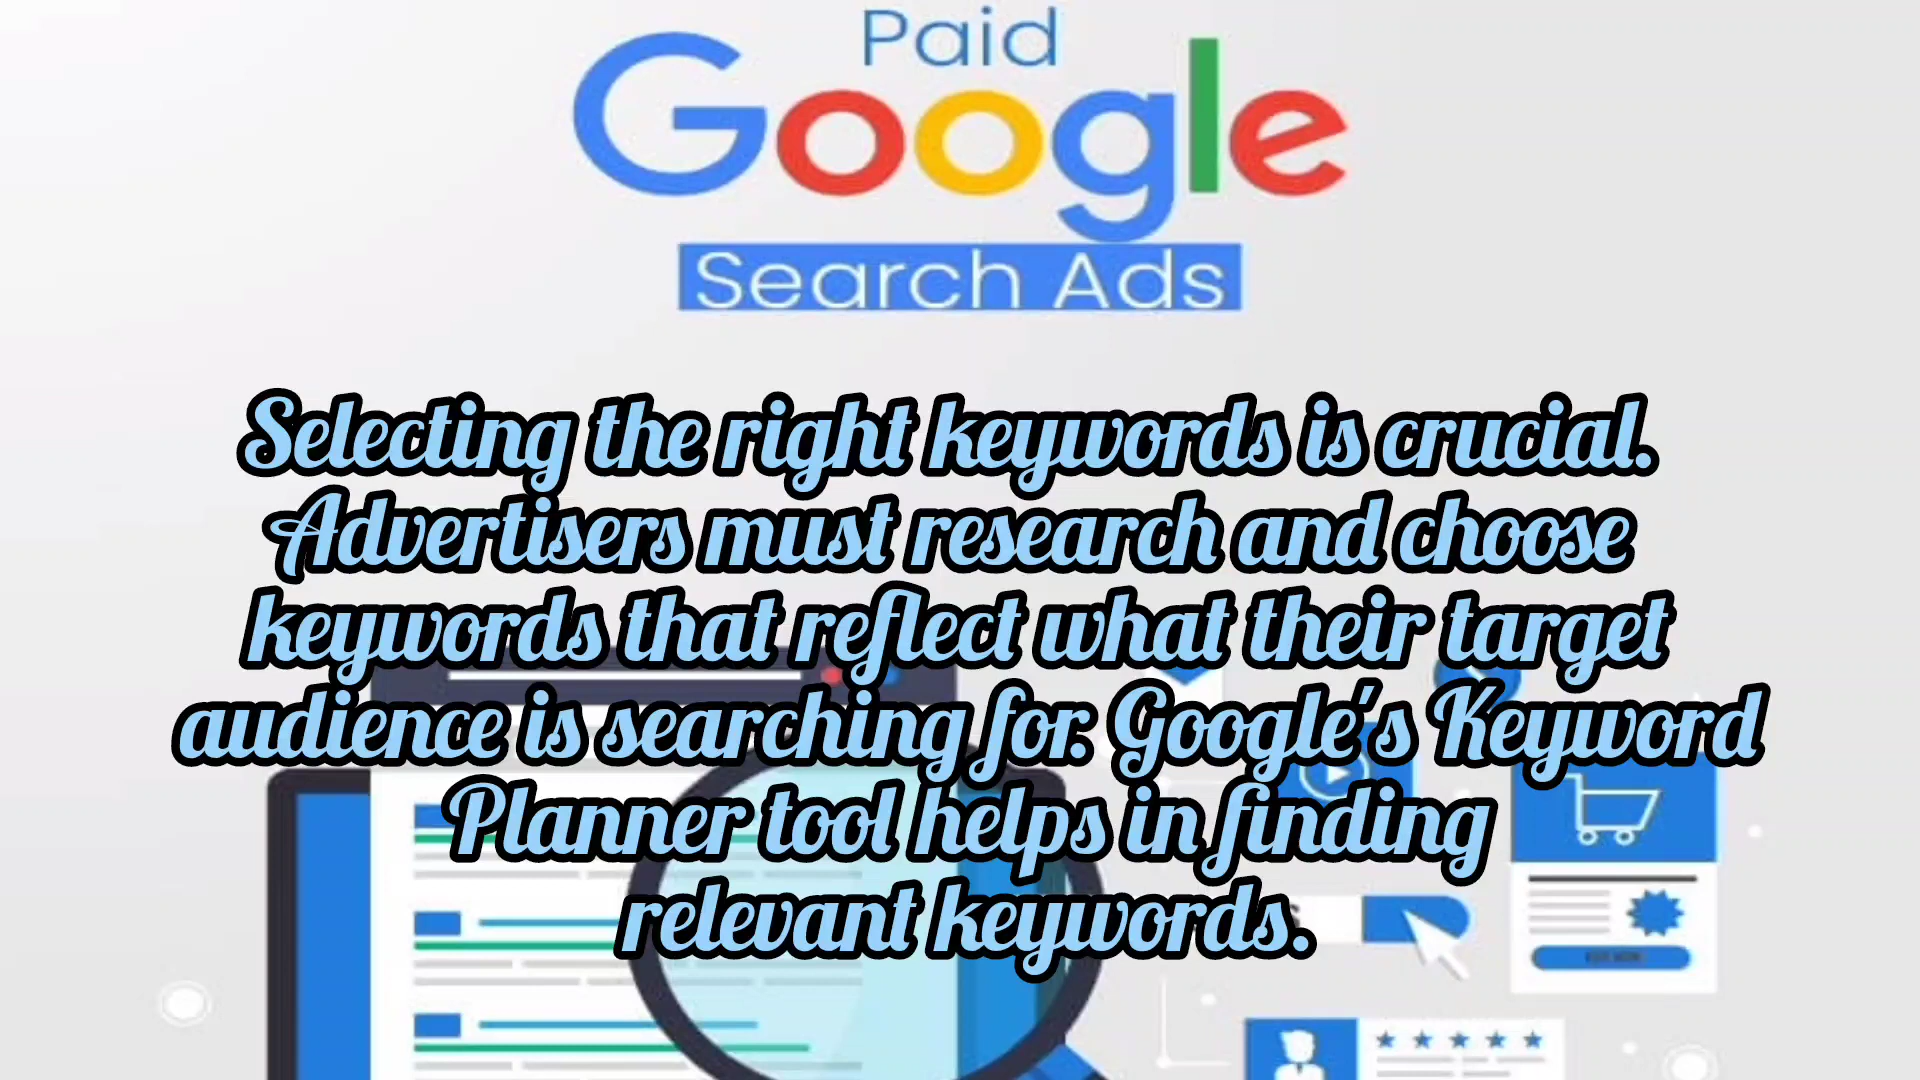 Paid
Google
Search Ads
Selecting the right keywords is crucial.
Advertisers must research and choose
keywords that reflect what their target
audience is searching for. Google's Keyword
Planner tool helps in finding
relevant keywords.